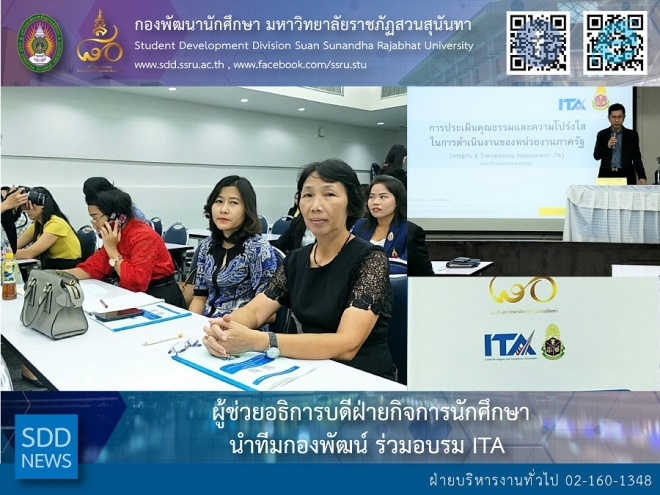 กองพัฒนานักศึกษา มหาวิทยาลัยราชภัฏสวนสุนันทา
Student Development Division Suan Sunandha Rajabhat University
www.sdd.ssru.ac.th , www.facebook.com/ssru.stu
ITA
การประเมินคุณธรรมและความโปร่งใส
ในการดำเนินงานของหน่วยงานภาครัฐ
(Integrity & Transparency Assessment: ITA)
ITA
ผู้ช่วยอธิการบดีฝ่ายกิจการนักศึกษา
นำทีมกองพัฒน์ ร่วมอบรม ITA
SDD
NEWS
ฝ่ายบริหารงานทั่วไป 02-160-1348